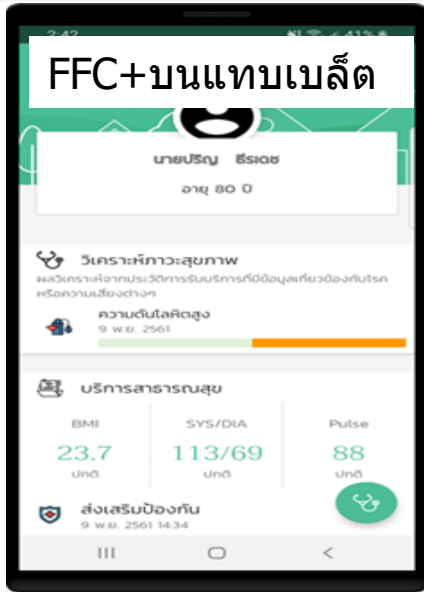 2:42 41%
FFC+บนแทบเบล็ต
นายปริญ ธีรเดช
อายุ 80 ปี
วิเคราะห์ภาวะสุขภาพ
ผลวิเคราะห์จากประวัติการรับบริการที่มีข้อมูลเกี่ยวข้องกับโรค
หรือความเสี่ยงต่างๆ
ความดันโลหิตสูง
9 พ.ย. 2561
บริการสาธารณสุข
BMI SYS/DIA Pulse
23.7 113/69 88
ปกติ ปกติ ปกติ
ส่งเสริมป้องกัน
9 พ.ย. 2561 14:34